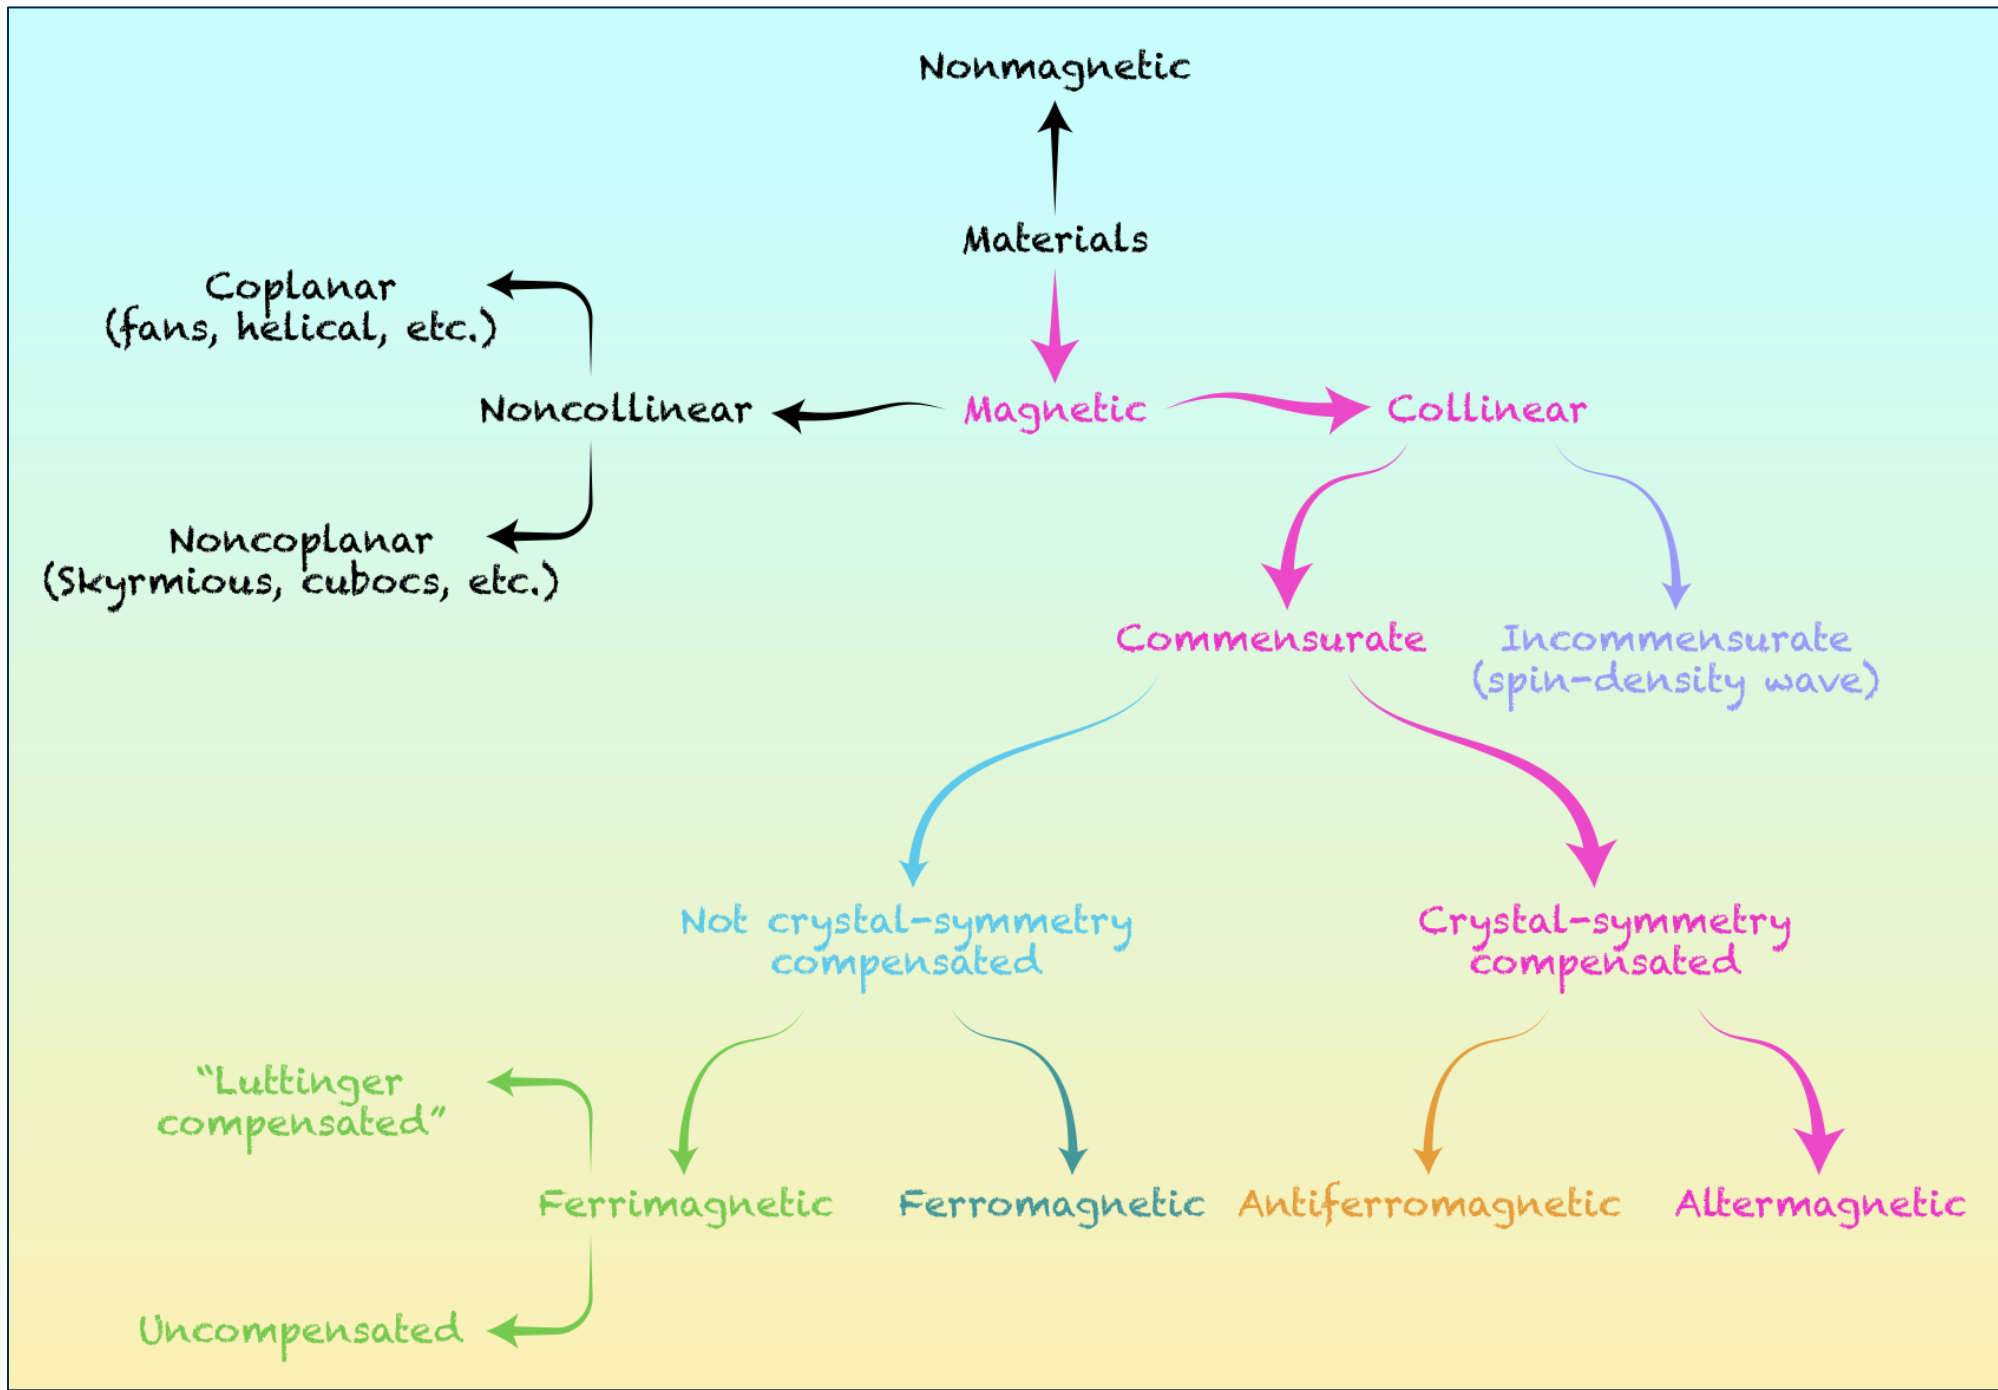 Nonmagnetic
Materials
Coplanar
(fans, helical, etc.)
Noncollinear
Magnetic
Collinear
Noncoplanar
(Skyrmious, cubocs, etc.)
Commensurate
Incommensurate
(spin-density wave)
Not crystal-symmetry
compensated
Crystal-symmetry
compensated
“Luttinger
compensated”
Ferrimagnetic
Ferromagnetic
Antiferromagnetic
Altermagnetic
Uncompensated